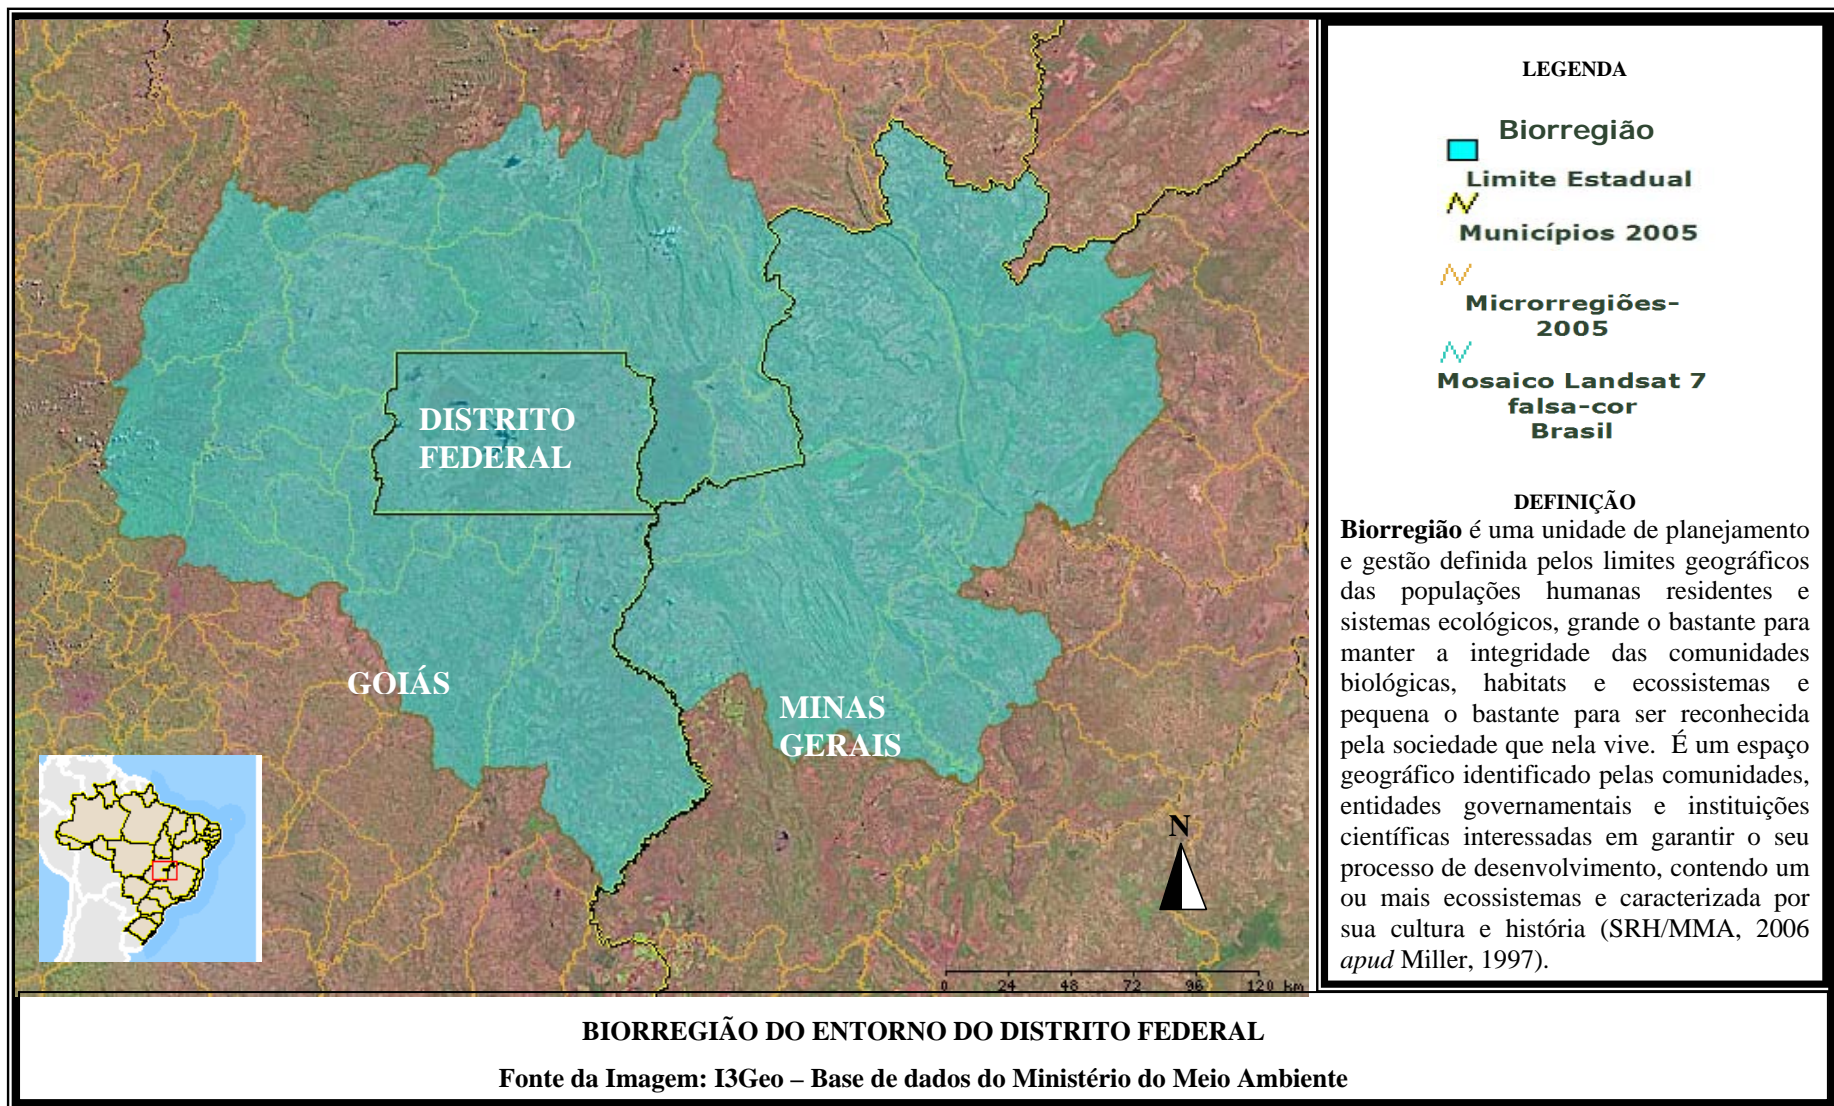 DISTRITO
FEDERAL
GOIÁS
MINAS
GERAIS
N
0 24 48 72 96 120 km
LEGENDA
Biorregião
Limite Estadual
Municípios 2005
Microrregiões-
2005
Mosaico Landsat 7
falsa-cor
Brasil
DEFINIÇÃO
Biorregião é uma unidade de planejamento
e gestão definida pelos limites geográficos
das populações humanas residentes e
sistemas ecológicos, grande o bastante para
manter a integridade das comunidades
biológicas, habitats e ecossistemas e
pequena o bastante para ser reconhecida
pela sociedade que nela vive. É um espaço
geográfico identificado pelas comunidades,
entidades governamentais e instituições
científicas interessadas em garantir o seu
processo de desenvolvimento, contendo um
ou mais ecossistemas e caracterizada por
sua cultura e história (SRH/MMA, 2006
apud Miller, 1997).
BIORREGIÃO DO ENTORNO DO DISTRITO FEDERAL
Fonte da Imagem: I3Geo – Base de dados do Ministério do Meio Ambiente